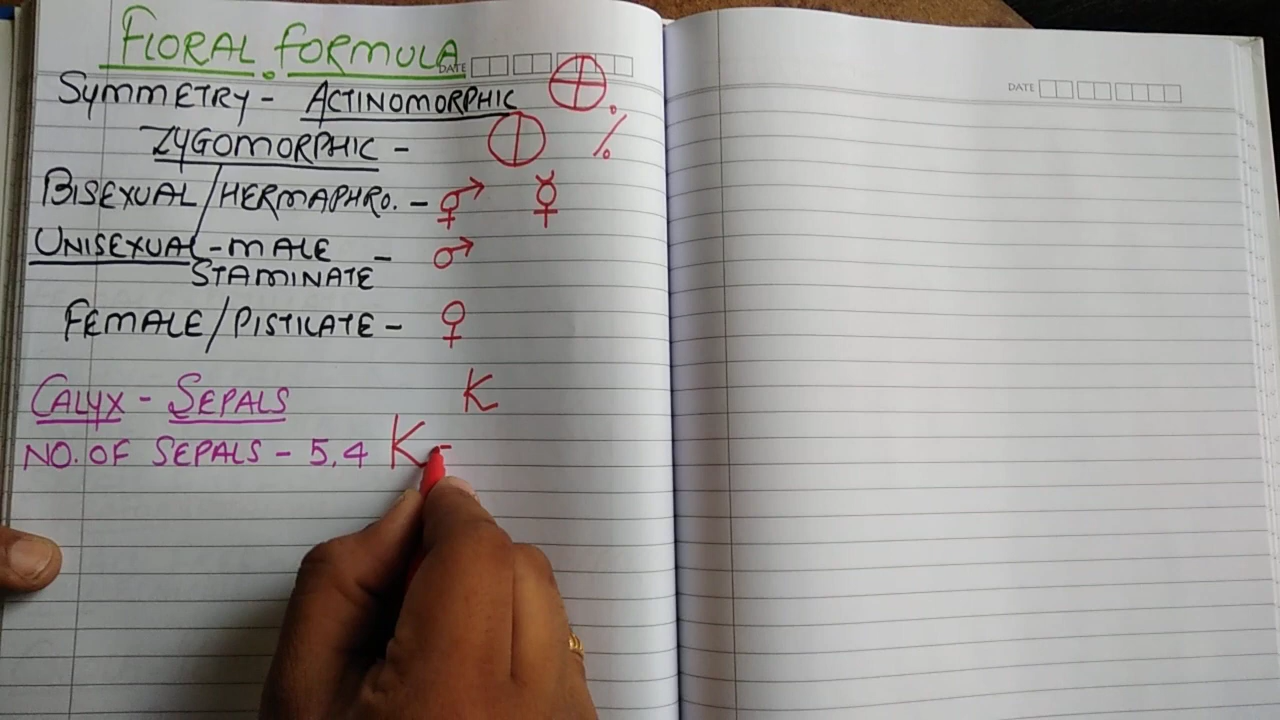 FLORAL FORMULA
DATE
SYMMETRY - ACTINOMORPHIC ⊕.
ZYGOMORPHIC - ⦶ %
BISEXUAL/HERMAPHRO. - ⚥ ☿
UNISEXUAL - MALE - ♂
STAMINATE
FEMALE/PISTILATE - ♀
CALYX - SEPALS K
NO. OF SEPALS - 5, 4 K
DATE